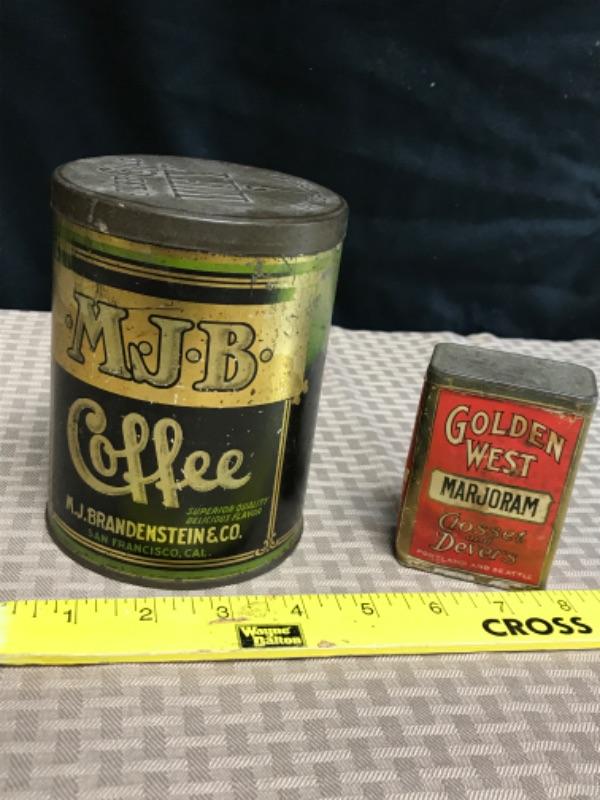 ·M·J·B·
Coffee
SUPERIOR QUALITY
DELICIOUS FLAVOR
M.J. BRANDENSTEIN & CO.
SAN FRANCISCO, CAL.
GOLDEN
WEST
MARJORAM
Closset
and
Devers
PORTLAND AND SEATTLE
1 2 3 4 5 6 7 8
Wayne
Dalton
CROSS